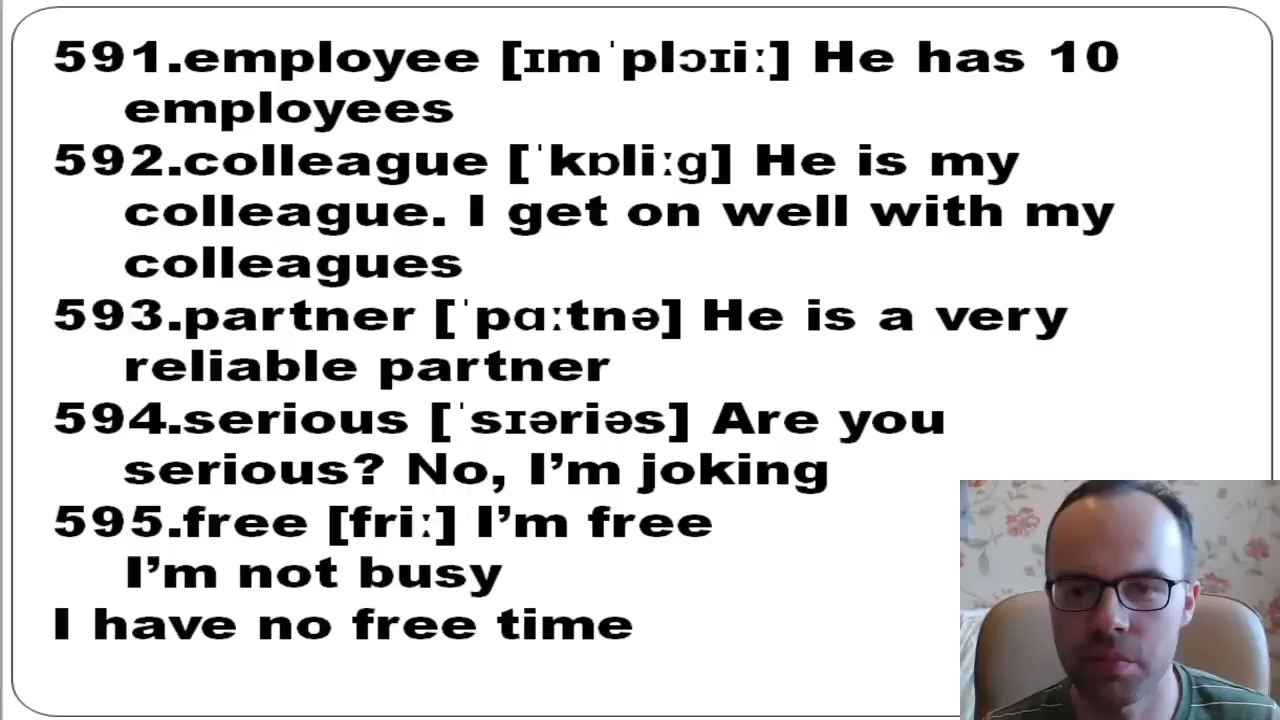 591.employee [ɪmˈplɔɪiː] He has 10
employees
592.colleague [ˈkɒliːg] He is my
colleague. I get on well with my
colleagues
593.partner [ˈpɑːtnə] He is a very
reliable partner
594.serious [ˈsɪəriəs] Are you
serious? No, I’m joking
595.free [friː] I’m free
I’m not busy
I have no free time